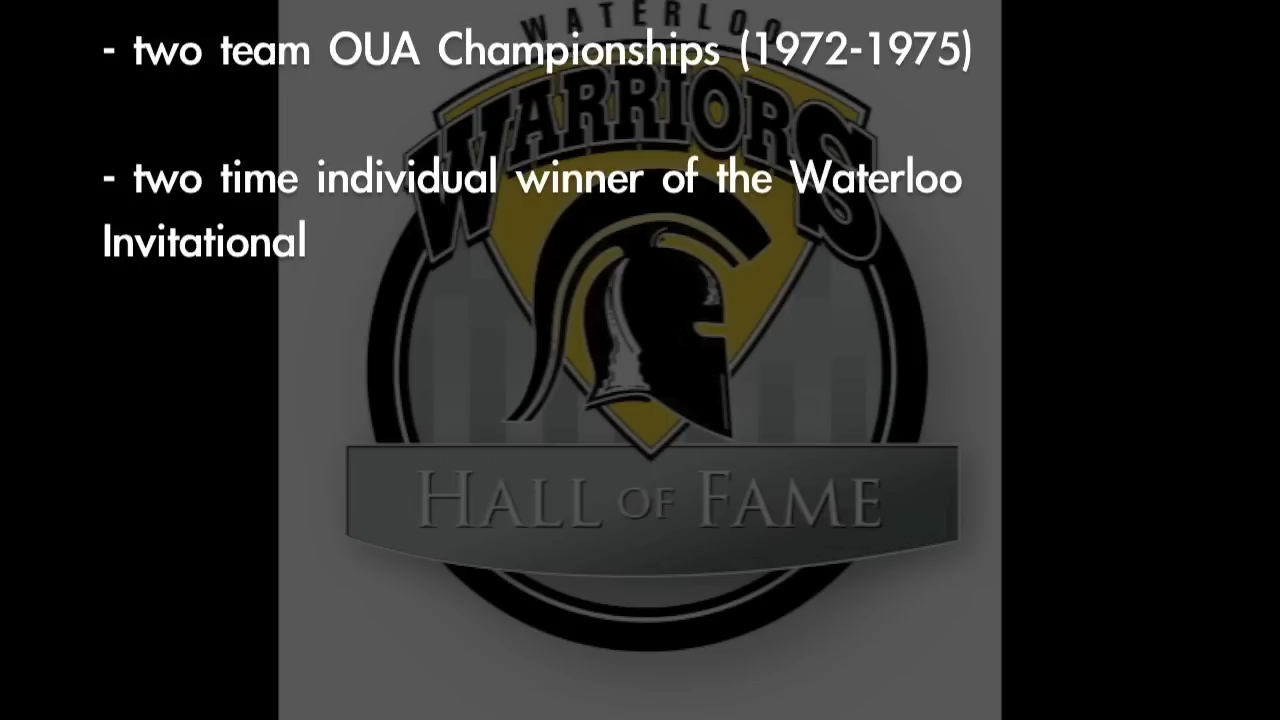 WATERLOO
- two team OUA Championships (1972-1975)
WARRIORS
- two time individual winner of the Waterloo
Invitational
HALL OF FAME